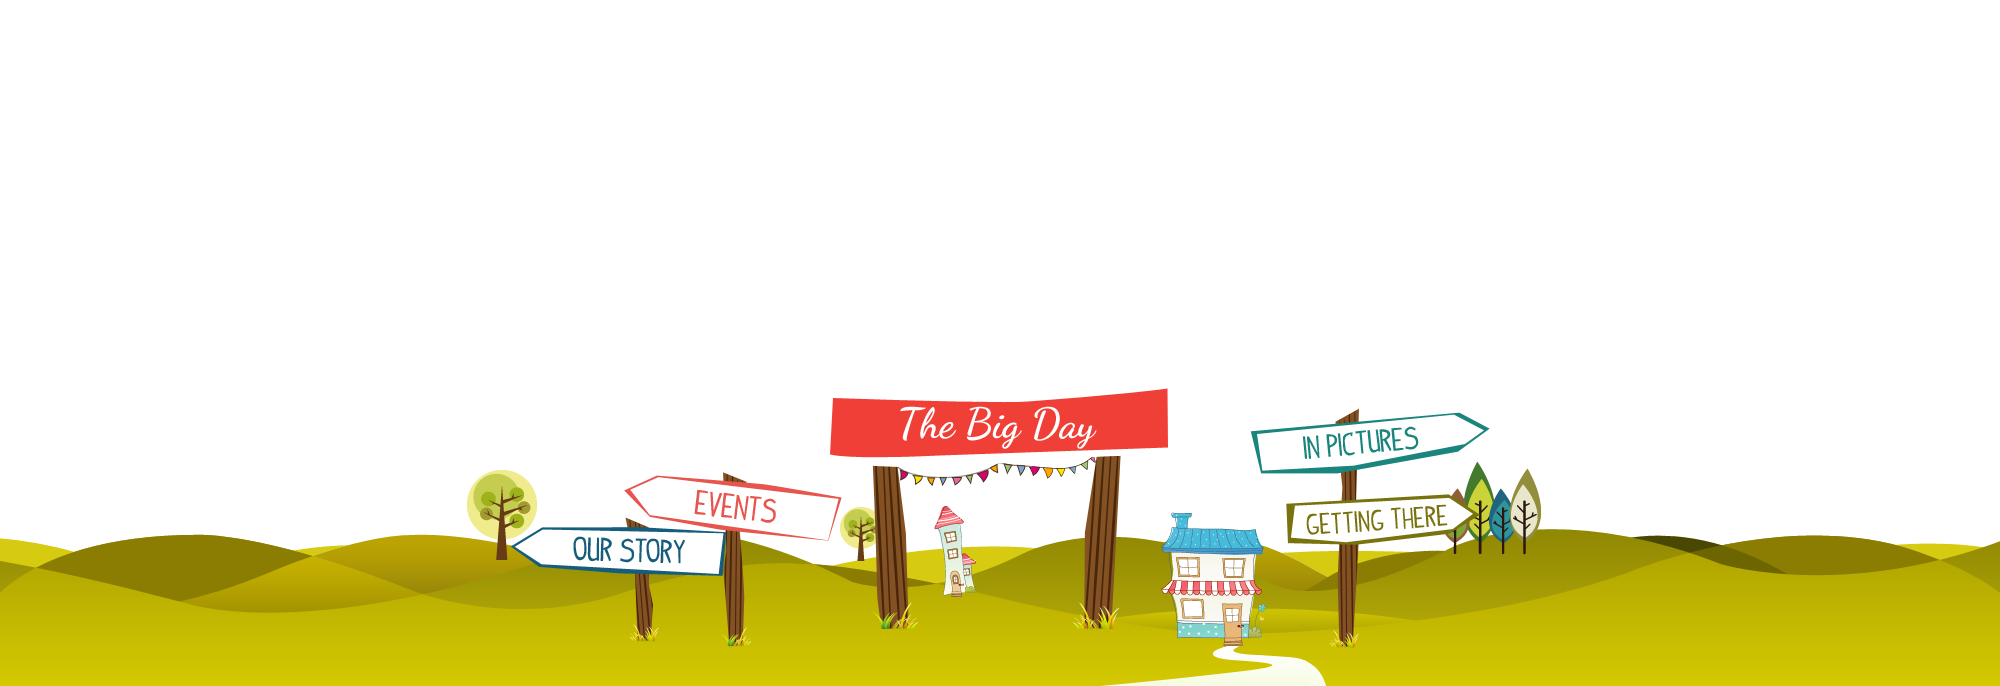 The Big Day
IN PICTURES
EVENTS
GETTING THERE
OUR STORY